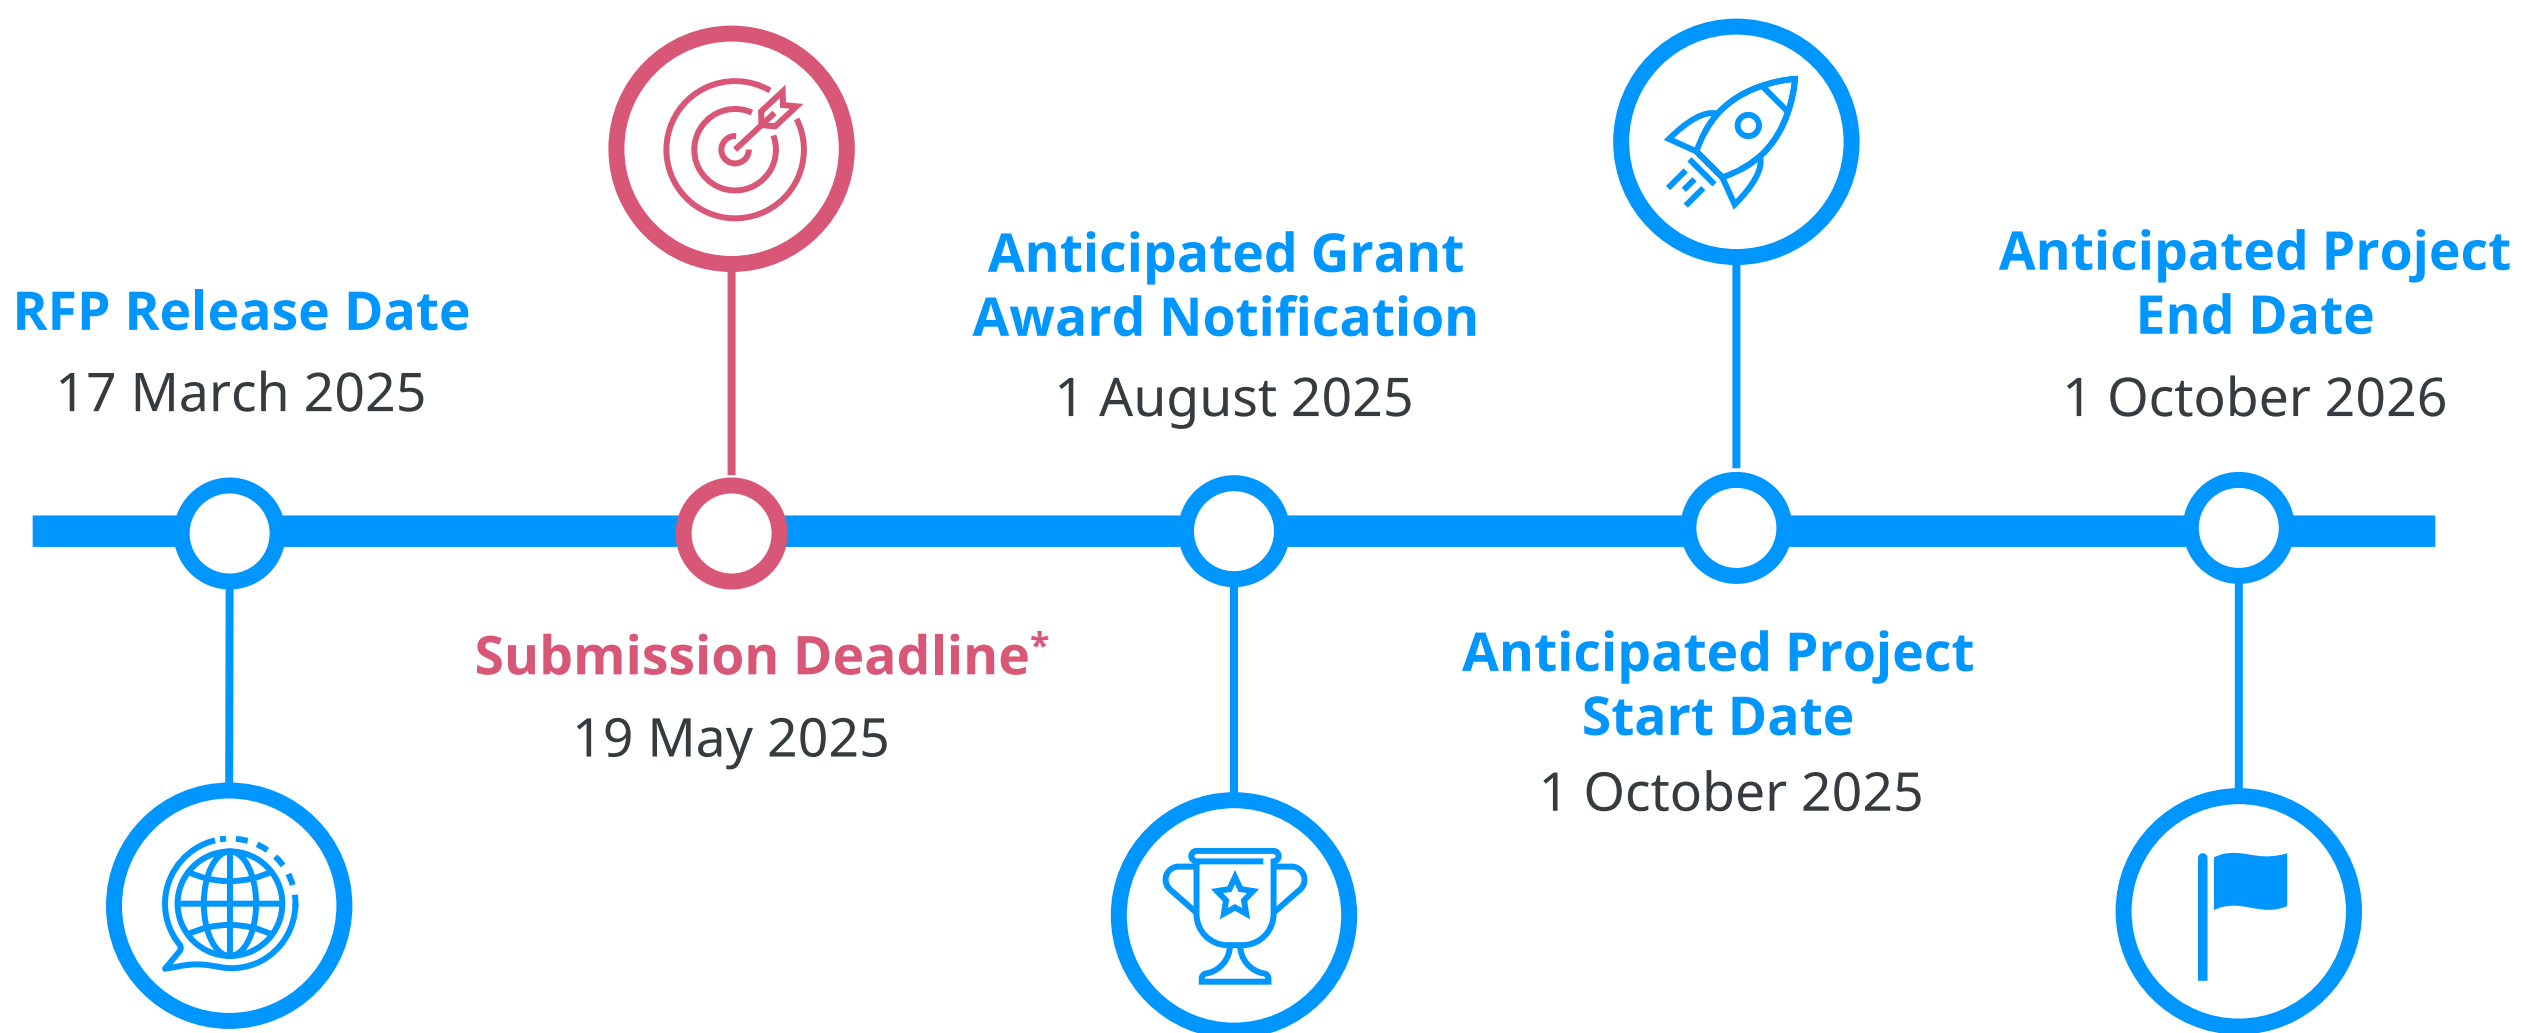 RFP Release Date
17 March 2025
Submission Deadline*
19 May 2025
Anticipated Grant
Award Notification
1 August 2025
Anticipated Project
Start Date
1 October 2025
Anticipated Project
End Date
1 October 2026